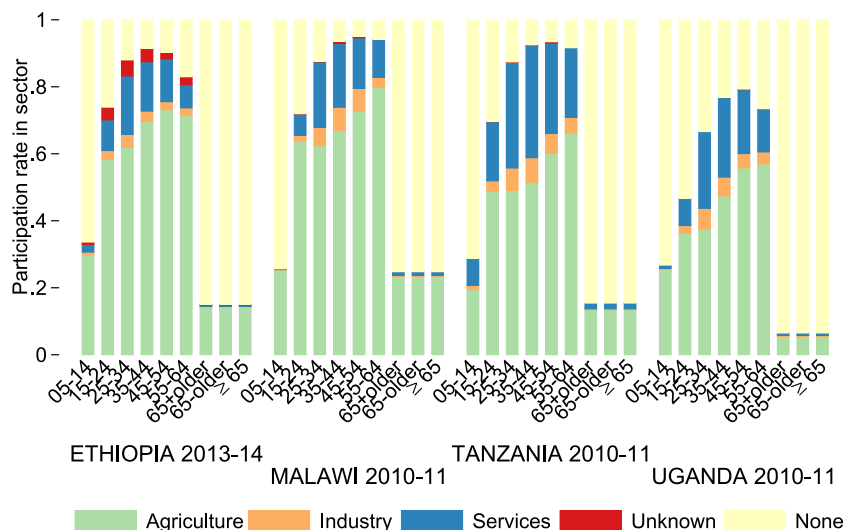 Participation rate in sector
1
.8
.6
.4
.2
0
05-14
15-24
25-34
35-44
45-54
55-64
65+older
65-older
≥ 65
05-14
15-24
25-34
35-44
45-54
55-64
65+older
65-older
≥ 65
05-14
15-24
25-34
35-44
45-54
55-64
65+older
65-older
≥ 65
05-14
15-24
25-34
35-44
45-54
55-64
65+older
65-older
≥ 65
ETHIOPIA 2013-14
MALAWI 2010-11
TANZANIA 2010-11
UGANDA 2010-11
Agriculture Industry Services Unknown None